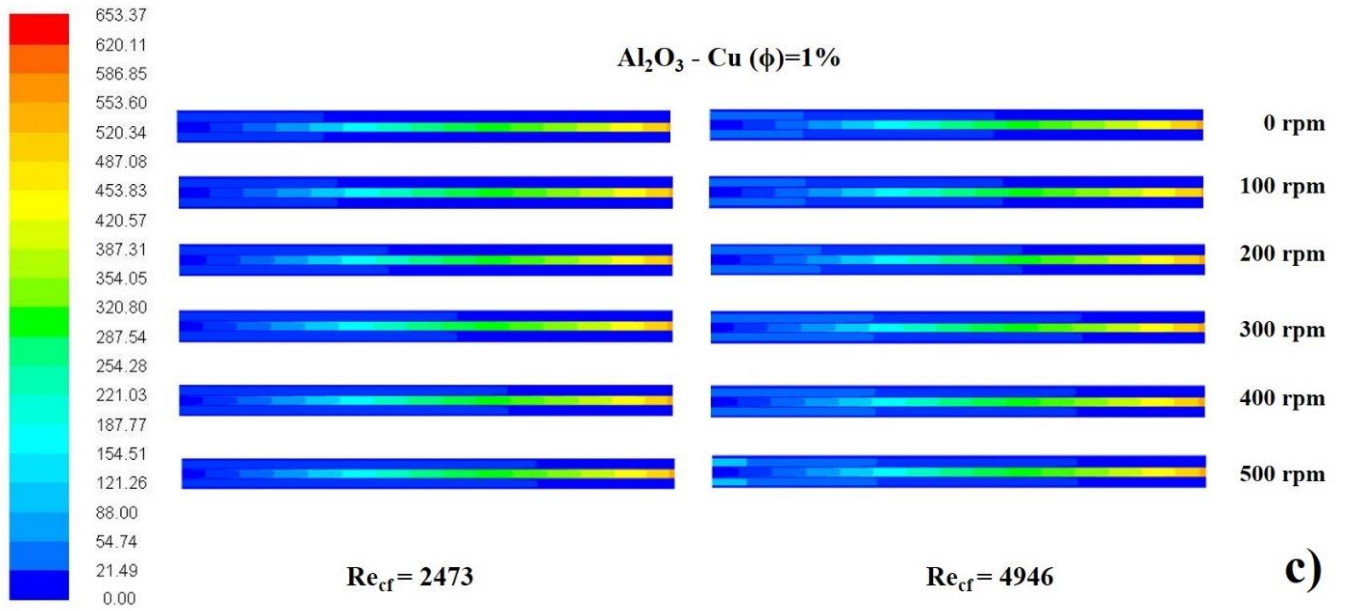 653.37
620.11
586.85
553.60
520.34
487.08
453.83
420.57
387.31
354.05
320.80
287.54
254.28
221.03
187.77
154.51
121.26
88.00
54.74
21.49
0.00
Al₂O₃ - Cu (ϕ)=1%
0 rpm
100 rpm
200 rpm
300 rpm
400 rpm
500 rpm
Re_cf = 2473
Re_cf = 4946
c)